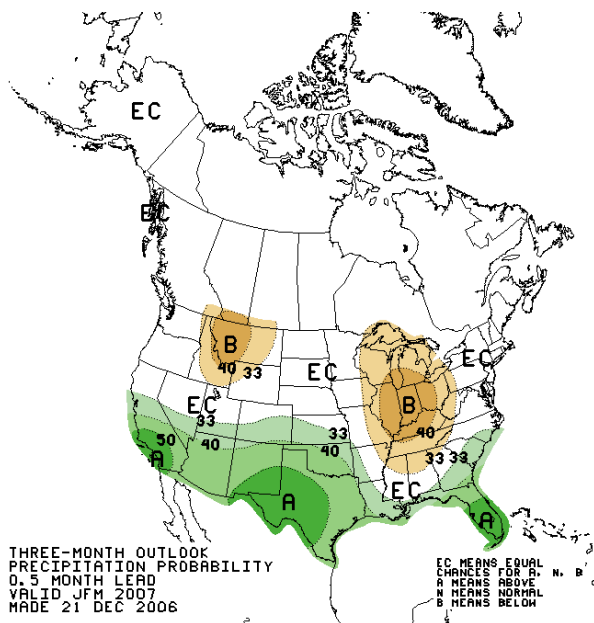 EC
EC
B
40 33
EC
EC
EC
33
B
33
50
40
40
40
33 33
A
EC
A
A
THREE-MONTH OUTLOOK
PRECIPITATION PROBABILITY
0.5 MONTH LEAD
VALID JFM 2007
MADE 21 DEC 2006
EC MEANS EQUAL
CHANCES FOR A, N, B
A MEANS ABOVE
N MEANS NORMAL
B MEANS BELOW